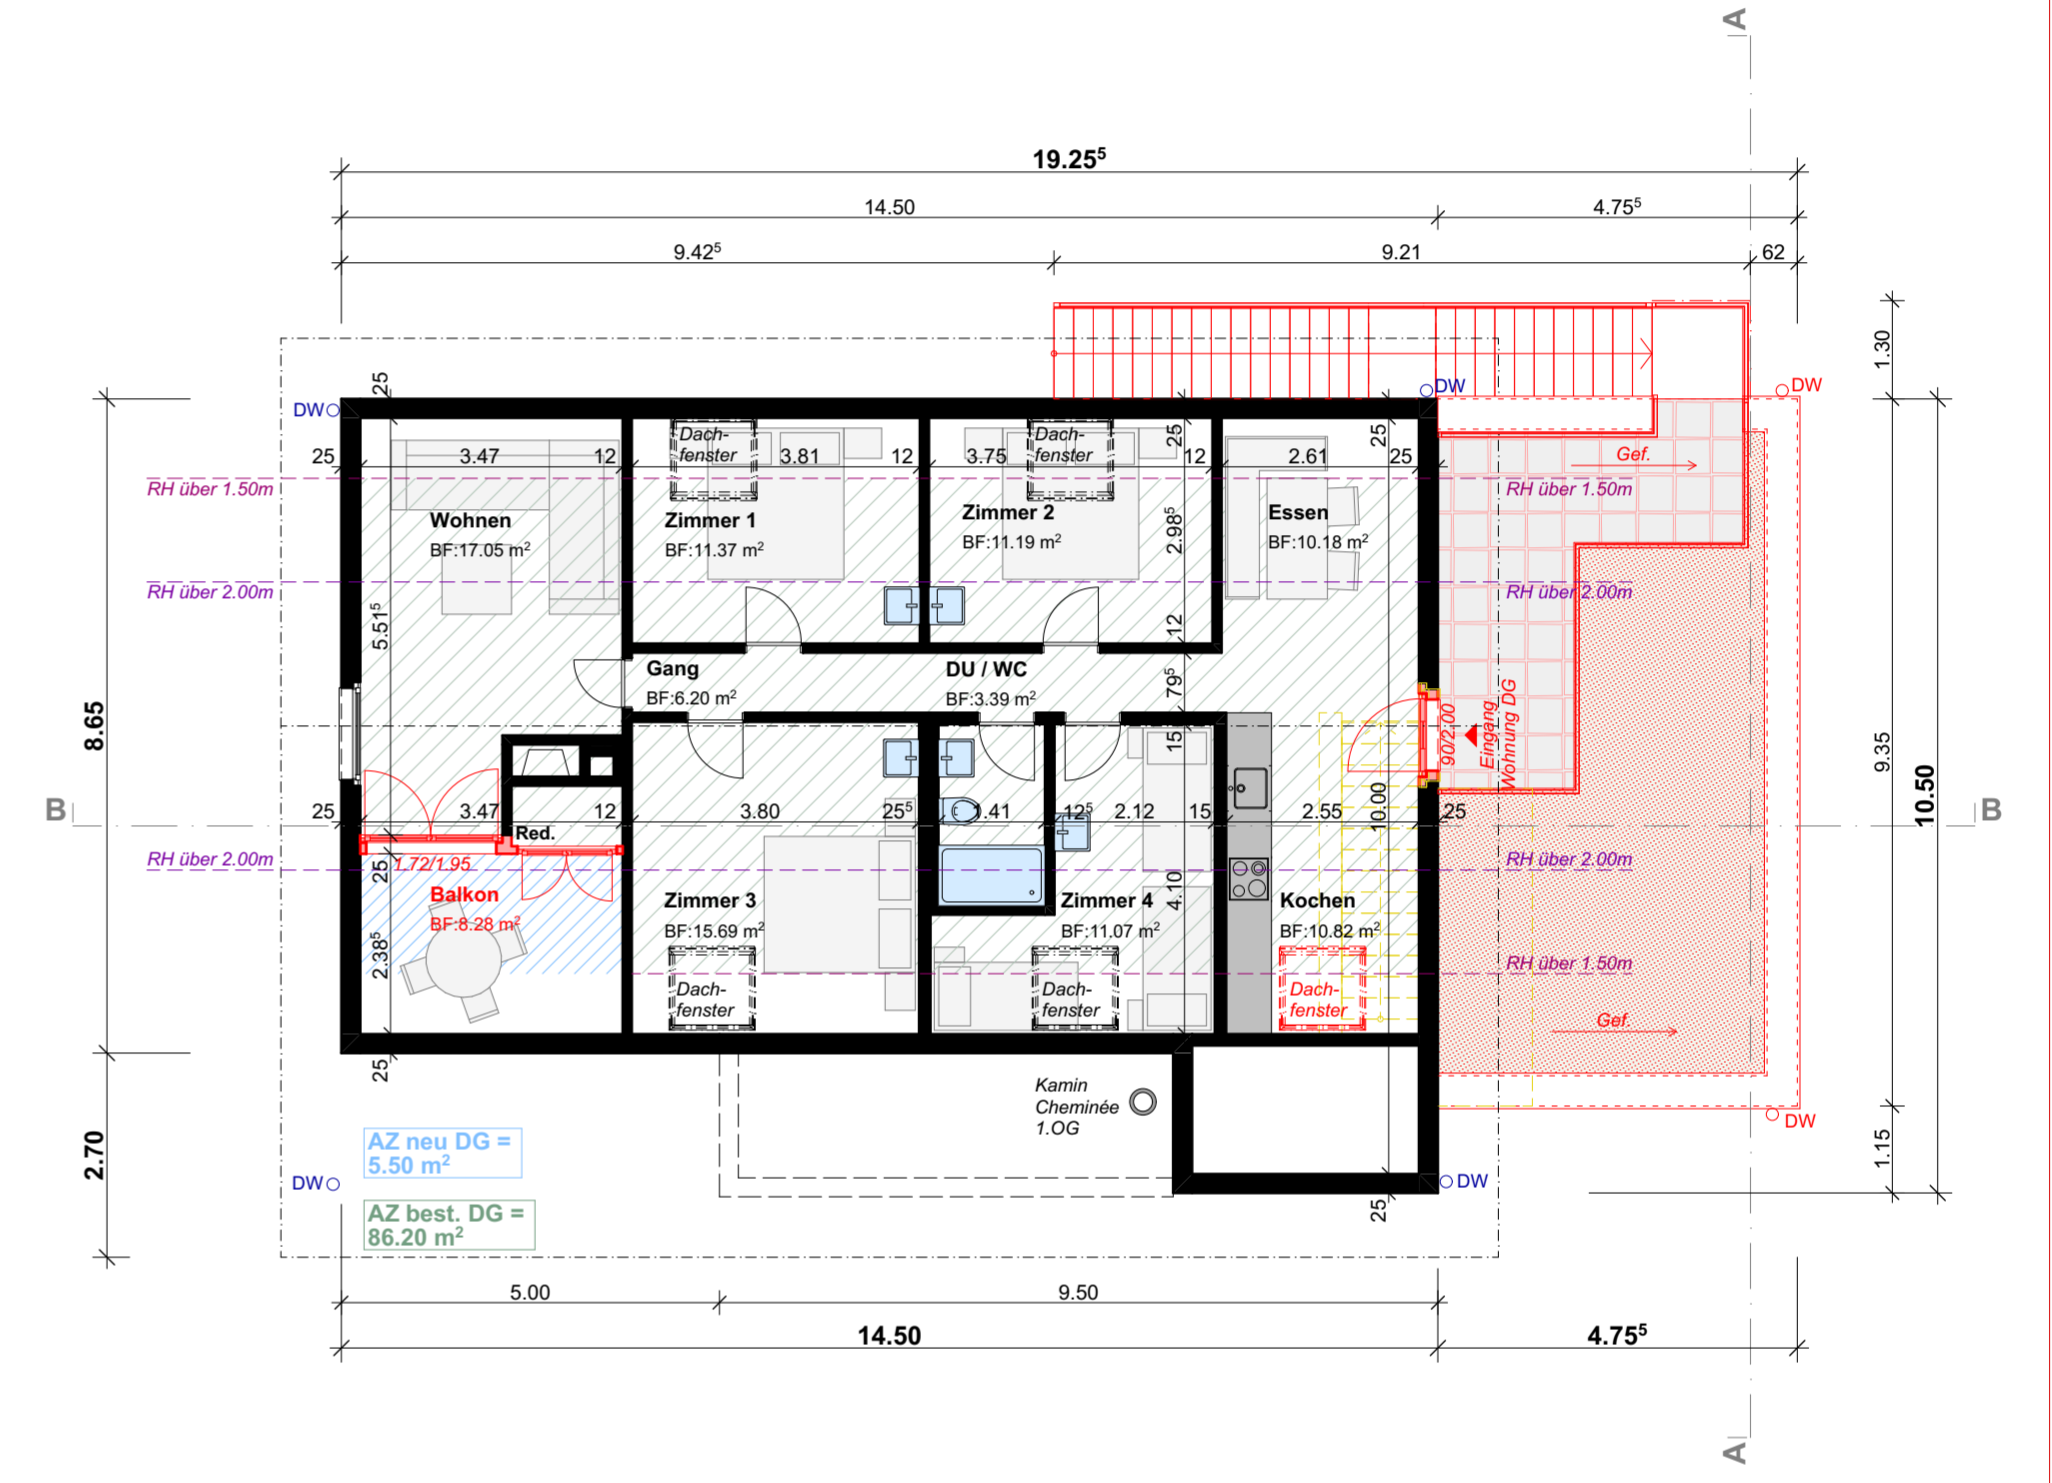 A
19.25⁵
14.50
4.75⁵
9.42⁵
9.21
62
1.30
DW
DW
DW
25
25
3.47
12
Dach-
fenster
3.81
12
3.75
Dach-
fenster
25
12
2.61
25
25
Gef.
RH über 1.50m
RH über 1.50m
Wohnen
BF:17.05 m²
Zimmer 1
BF:11.37 m²
Zimmer 2
BF:11.19 m²
2.98⁵
Essen
BF:10.18 m²
RH über 2.00m
RH über 2.00m
5.51⁵
12
Gang
BF:6.20 m²
DU / WC
BF:3.39 m²
79⁵
15
90/2.00
Eingang
Wohnung DG
8.65
9.35
10.50
B
B
25
3.47
12
Red.
3.80
25⁵
1.41
12⁵
2.12
15
2.55
10.00
25
RH über 2.00m
RH über 2.00m
1.72/1.95
25
Balkon
BF:8.28 m²
2.38⁵
Zimmer 3
BF:15.69 m²
Zimmer 4
BF:11.07 m²
4.10
Kochen
BF:10.82 m²
RH über 1.50m
Dach-
fenster
Dach-
fenster
Dach-
fenster
Gef.
25
Kamin
Cheminée
1.OG
DW
1.15
2.70
AZ neu DG =
5.50 m²
DW
DW
AZ best. DG =
86.20 m²
25
5.00
9.50
14.50
4.75⁵
A